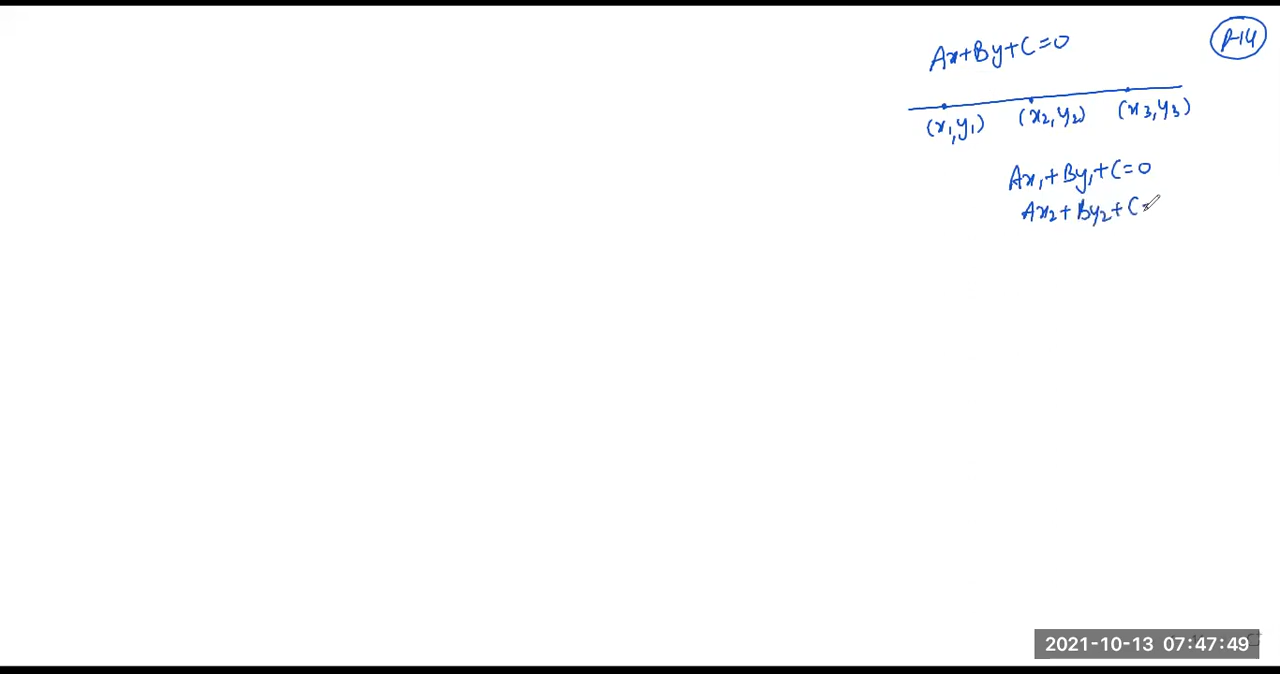 P-14
Ax+By+C=0
(x₁,y₁) (x₂,y₂) (x₃,y₃)
Ax₁+By₁+C=0
Ax₂+By₂+C=
2021-10-13 07:47:49